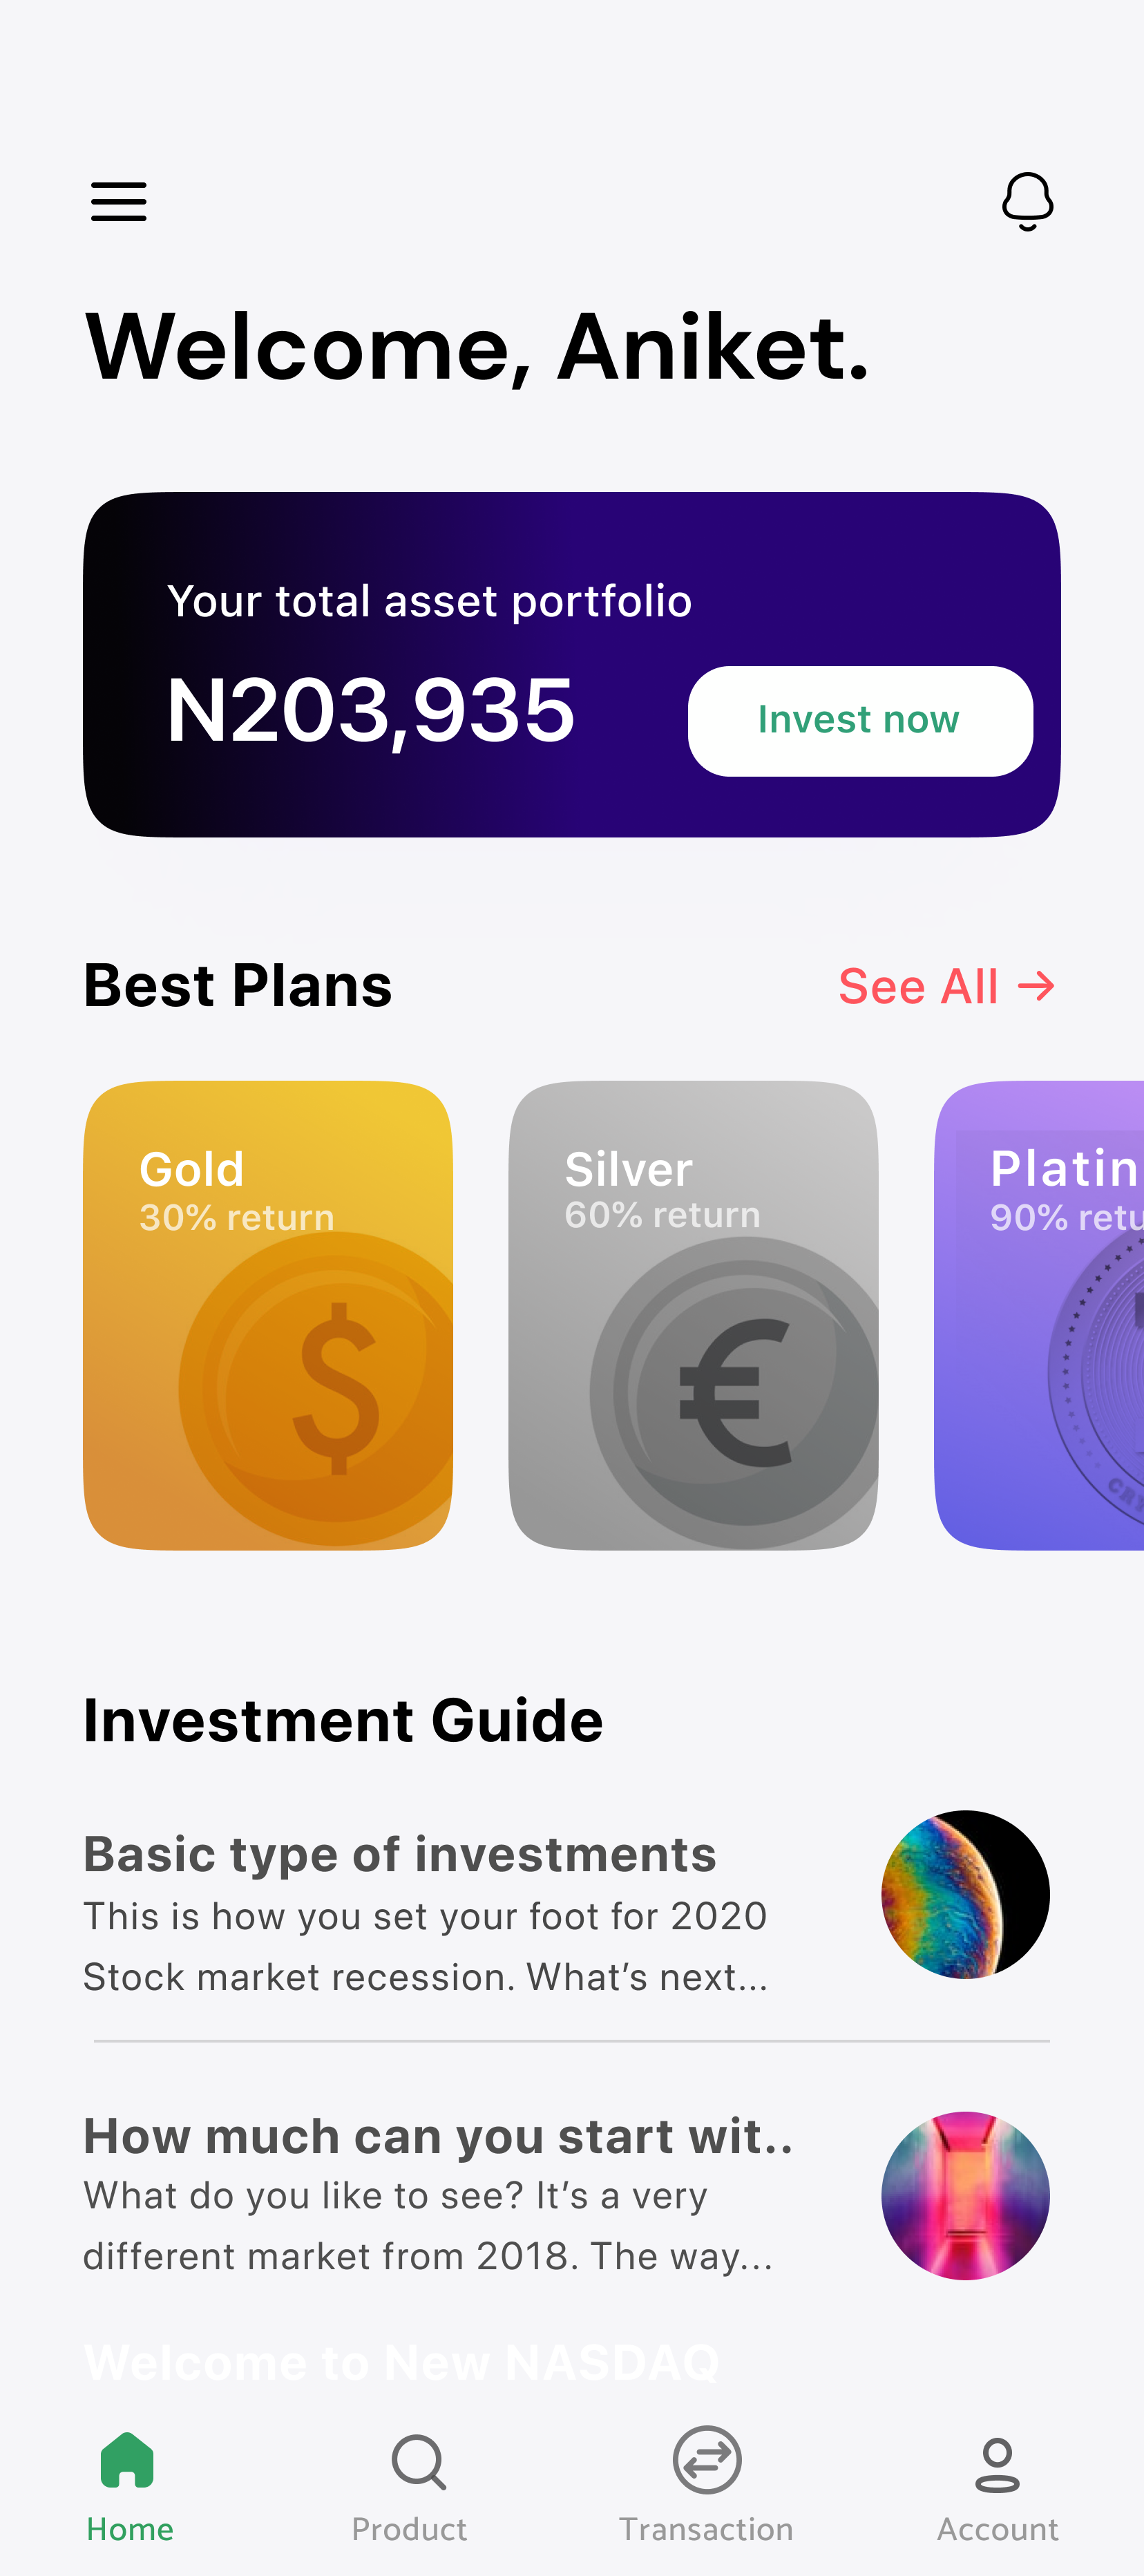 Welcome, Aniket.
Your total asset portfolio
N203,935
Invest now
Best Plans
See All →
Gold
30% return
Silver
60% return
Platin
90% retu
Investment Guide
Basic type of investments
This is how you set your foot for 2020
Stock market recession. What’s next...
How much can you start wit..
What do you like to see? It’s a very
different market from 2018. The way...
Welcome to New NASDAQ
Home
Product
Transaction
Account